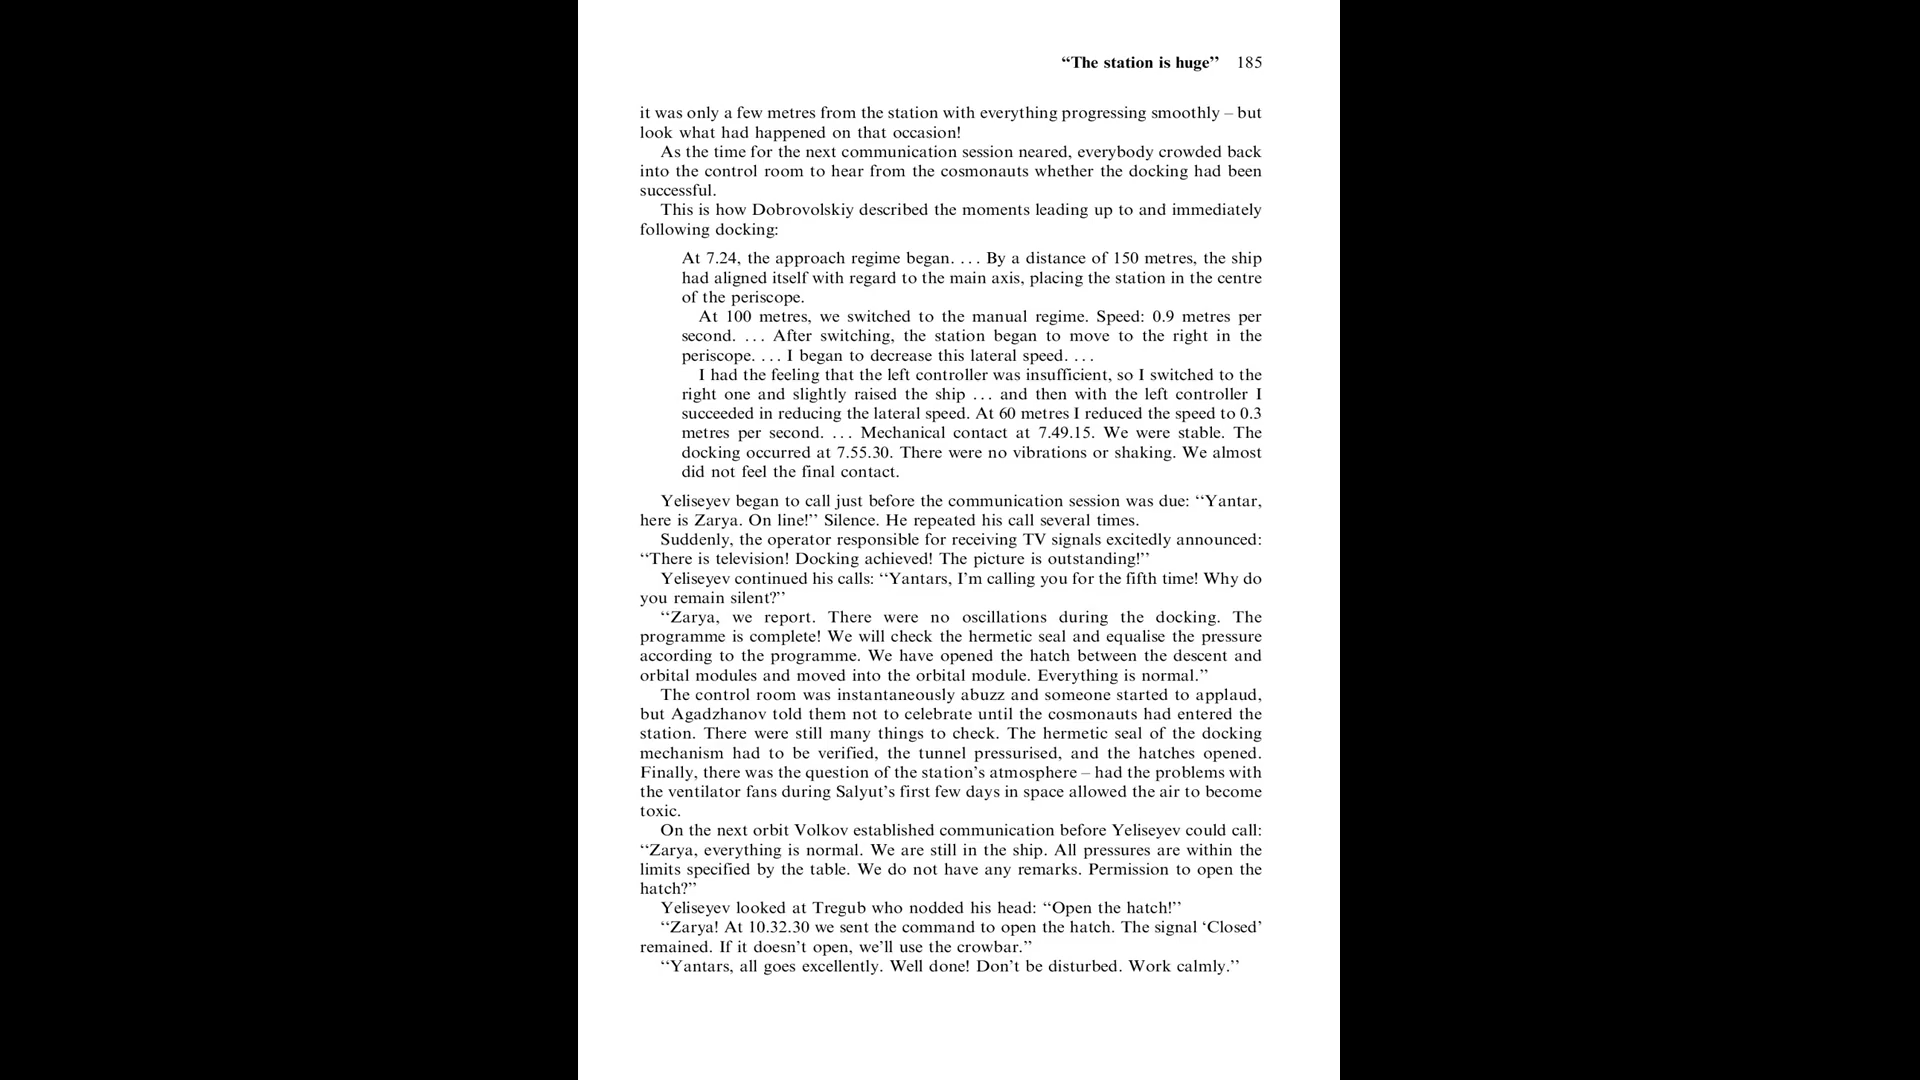 ‘‘The station is huge’’ 185
it was only a few metres from the station with everything progressing smoothly – but
look what had happened on that occasion!
As the time for the next communication session neared, everybody crowded back
into the control room to hear from the cosmonauts whether the docking had been
successful.
This is how Dobrovolskiy described the moments leading up to and immediately
following docking:
At 7.24, the approach regime began. . . . By a distance of 150 metres, the ship
had aligned itself with regard to the main axis, placing the station in the centre
of the periscope.
At 100 metres, we switched to the manual regime. Speed: 0.9 metres per
second. . . . After switching, the station began to move to the right in the
periscope. . . . I began to decrease this lateral speed. . . .
I had the feeling that the left controller was insufficient, so I switched to the
right one and slightly raised the ship . . . and then with the left controller I
succeeded in reducing the lateral speed. At 60 metres I reduced the speed to 0.3
metres per second. . . . Mechanical contact at 7.49.15. We were stable. The
docking occurred at 7.55.30. There were no vibrations or shaking. We almost
did not feel the final contact.
Yeliseyev began to call just before the communication session was due: ‘‘Yantar,
here is Zarya. On line!’’ Silence. He repeated his call several times.
Suddenly, the operator responsible for receiving TV signals excitedly announced:
‘‘There is television! Docking achieved! The picture is outstanding!’’
Yeliseyev continued his calls: ‘‘Yantars, I’m calling you for the fifth time! Why do
you remain silent?’’
‘‘Zarya, we report. There were no oscillations during the docking. The
programme is complete! We will check the hermetic seal and equalise the pressure
according to the programme. We have opened the hatch between the descent and
orbital modules and moved into the orbital module. Everything is normal.’’
The control room was instantaneously abuzz and someone started to applaud,
but Agadzhanov told them not to celebrate until the cosmonauts had entered the
station. There were still many things to check. The hermetic seal of the docking
mechanism had to be verified, the tunnel pressurised, and the hatches opened.
Finally, there was the question of the station’s atmosphere – had the problems with
the ventilator fans during Salyut’s first few days in space allowed the air to become
toxic.
On the next orbit Volkov established communication before Yeliseyev could call:
‘‘Zarya, everything is normal. We are still in the ship. All pressures are within the
limits specified by the table. We do not have any remarks. Permission to open the
hatch?’’
Yeliseyev looked at Tregub who nodded his head: ‘‘Open the hatch!’’
‘‘Zarya! At 10.32.30 we sent the command to open the hatch. The signal ‘Closed’
remained. If it doesn’t open, we’ll use the crowbar.’’
‘‘Yantars, all goes excellently. Well done! Don’t be disturbed. Work calmly.’’